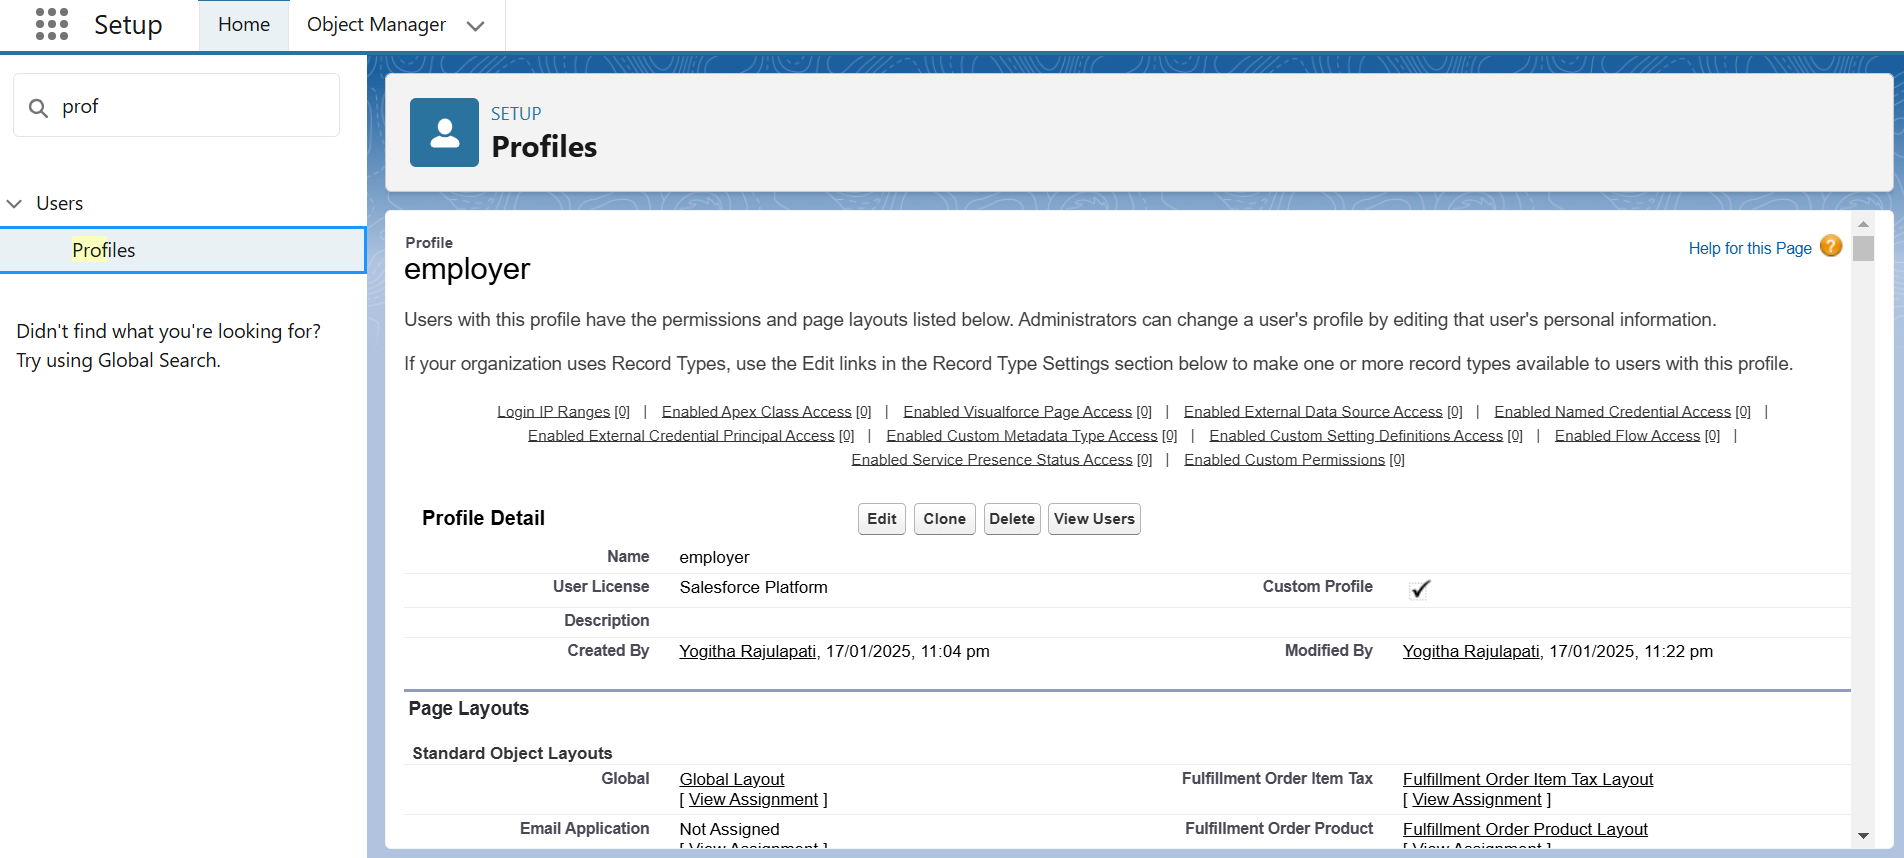 Setup
Home
Object Manager
prof
Users
Profiles
Didn't find what you're looking for?
Try using Global Search.
SETUP
Profiles
Profile
employer
Help for this Page ?
Users with this profile have the permissions and page layouts listed below. Administrators can change a user's profile by editing that user's personal information.
If your organization uses Record Types, use the Edit links in the Record Type Settings section below to make one or more record types available to users with this profile.
Login IP Ranges [0] | Enabled Apex Class Access [0] | Enabled Visualforce Page Access [0] | Enabled External Data Source Access [0] | Enabled Named Credential Access [0] |
Enabled External Credential Principal Access [0] | Enabled Custom Metadata Type Access [0] | Enabled Custom Setting Definitions Access [0] | Enabled Flow Access [0] |
Enabled Service Presence Status Access [0] | Enabled Custom Permissions [0]
Profile Detail
Edit
Clone
Delete
View Users
Name employer
User License Salesforce Platform
Custom Profile
Description
Created By Yogitha Rajulapati, 17/01/2025, 11:04 pm
Modified By Yogitha Rajulapati, 17/01/2025, 11:22 pm
Page Layouts
Standard Object Layouts
Global Global Layout
[ View Assignment ]
Fulfillment Order Item Tax Fulfillment Order Item Tax Layout
[ View Assignment ]
Email Application Not Assigned
[ View Assignment ]
Fulfillment Order Product Fulfillment Order Product Layout
[ View Assignment ]